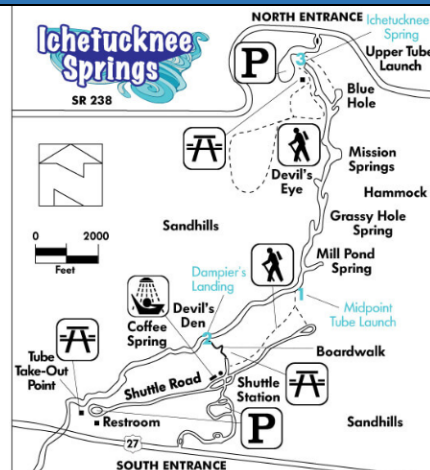 NORTH ENTRANCE
Ichetucknee
Spring
Ichetucknee
Springs
SR 238
P
3
Upper Tube
Launch
Blue
Hole
Devil's
Eye
Mission
Springs
Hammock
Grassy Hole
Spring
Sandhills
N
0 2000
Feet
Mill Pond
Spring
Dampier's
Landing
1
Midpoint
Tube Launch
Devil's
Den
Coffee
Spring
2
Boardwalk
Tube
Take-Out
Point
Shuttle Road
Shuttle
Station
Restroom
P
Sandhills
27
SOUTH ENTRANCE